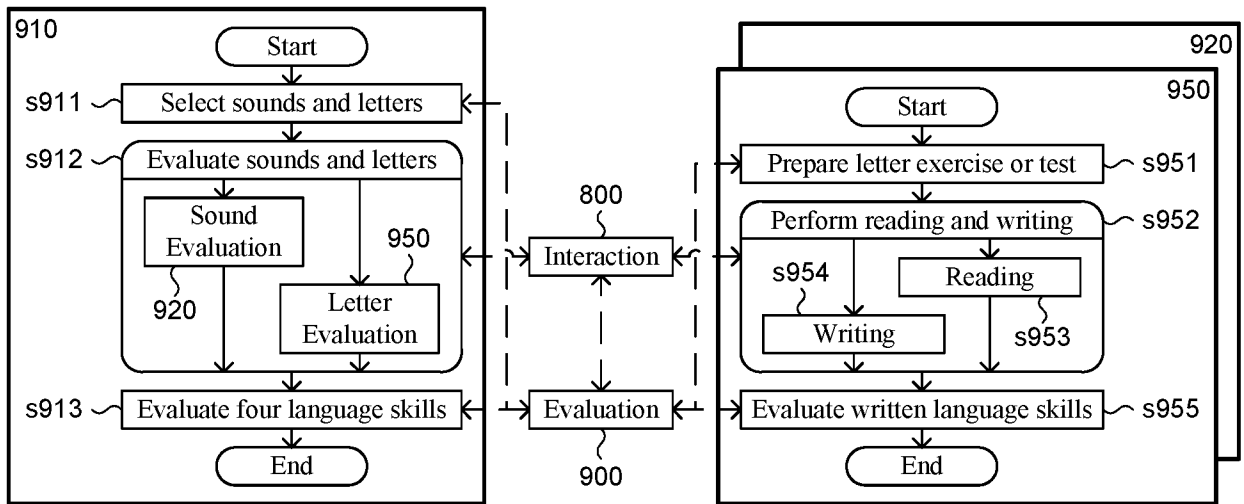 910
Start
s911
Select sounds and letters
s912
Evaluate sounds and letters
Sound
Evaluation
920
950
Letter
Evaluation
s913
Evaluate four language skills
End
800
Interaction
Evaluation
900
920
950
Start
Prepare letter exercise or test
s951
Perform reading and writing
s952
s954
Reading
s953
Writing
Evaluate written language skills
s955
End